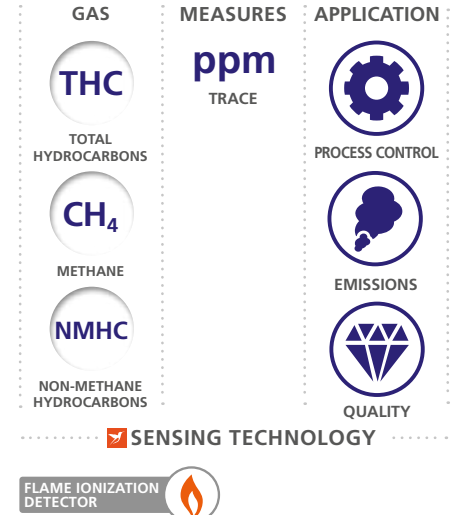 GAS
THC
TOTAL
HYDROCARBONS
CH₄
METHANE
NMHC
NON-METHANE
HYDROCARBONS
MEASURES
ppm
TRACE
APPLICATION
PROCESS CONTROL
EMISSIONS
QUALITY
SENSING TECHNOLOGY
FLAME IONIZATION
DETECTOR